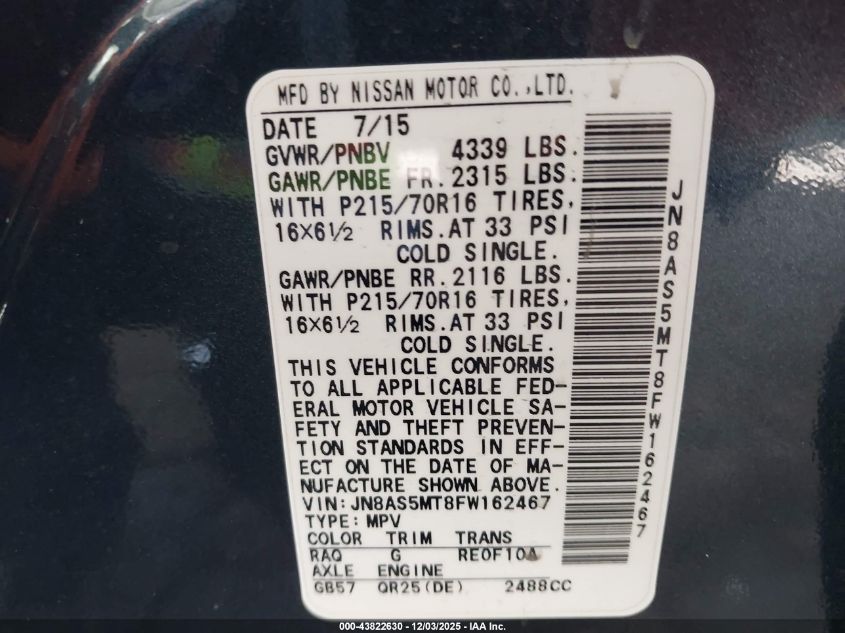 MFD BY NISSAN MOTOR CO.,LTD.
DATE 7/15
GVWR/PNBV 4339 LBS.
GAWR/PNBE FR.2315 LBS.
WITH P215/70R16 TIRES,
16X6½ RIMS.AT 33 PSI
COLD SINGLE.
GAWR/PNBE RR.2116 LBS.
WITH P215/70R16 TIRES,
16X6½ RIMS.AT 33 PSI
COLD SINGLE.
THIS VEHICLE CONFORMS
TO ALL APPLICABLE FED-
ERAL MOTOR VEHICLE SA-
FETY AND THEFT PREVEN-
TION STANDARDS IN EFF-
ECT ON THE DATE OF MA-
NUFACTURE SHOWN ABOVE.
VIN:JN8AS5MT8FW162467
TYPE:MPV
COLOR TRIM TRANS
RAQ G RE0F10A
AXLE ENGINE
GB57 QR25(DE) 2488CC
JN8AS5MT8FW162467
000-43822630 - 12/03/2025 - IAA Inc.